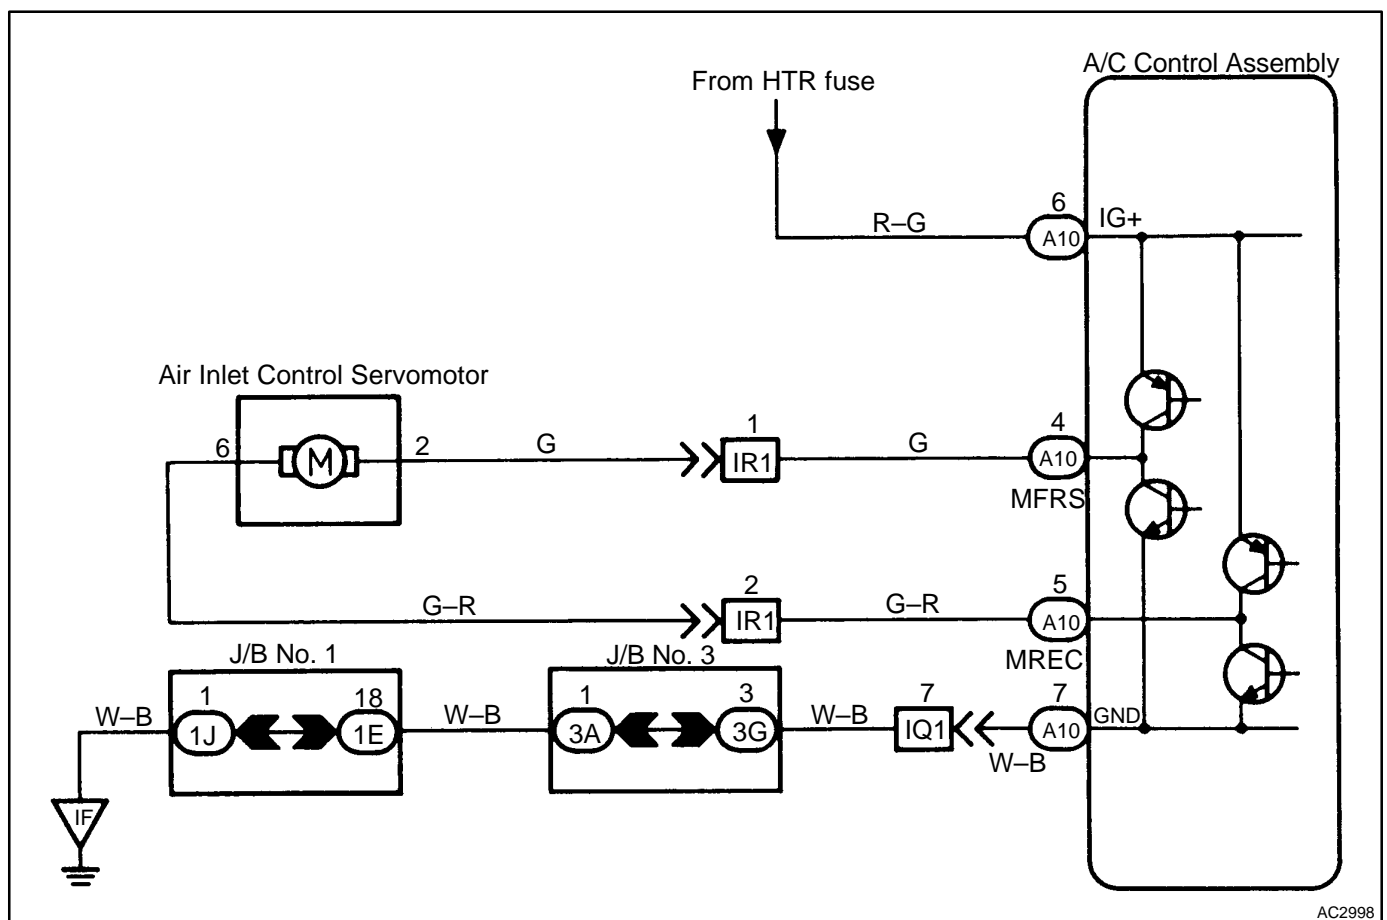 A/C Control Assembly
From HTR fuse
6
R–G
A10
IG+
Air Inlet Control Servomotor
6
M
2
G
1
IR1
G
4
A10
MFRS
G–R
2
IR1
G–R
5
A10
MREC
J/B No. 1
J/B No. 3
W–B
1
1J
18
1E
W–B
1
3A
3
3G
W–B
7
IQ1
W–B
7
A10
GND
IF
AC2998